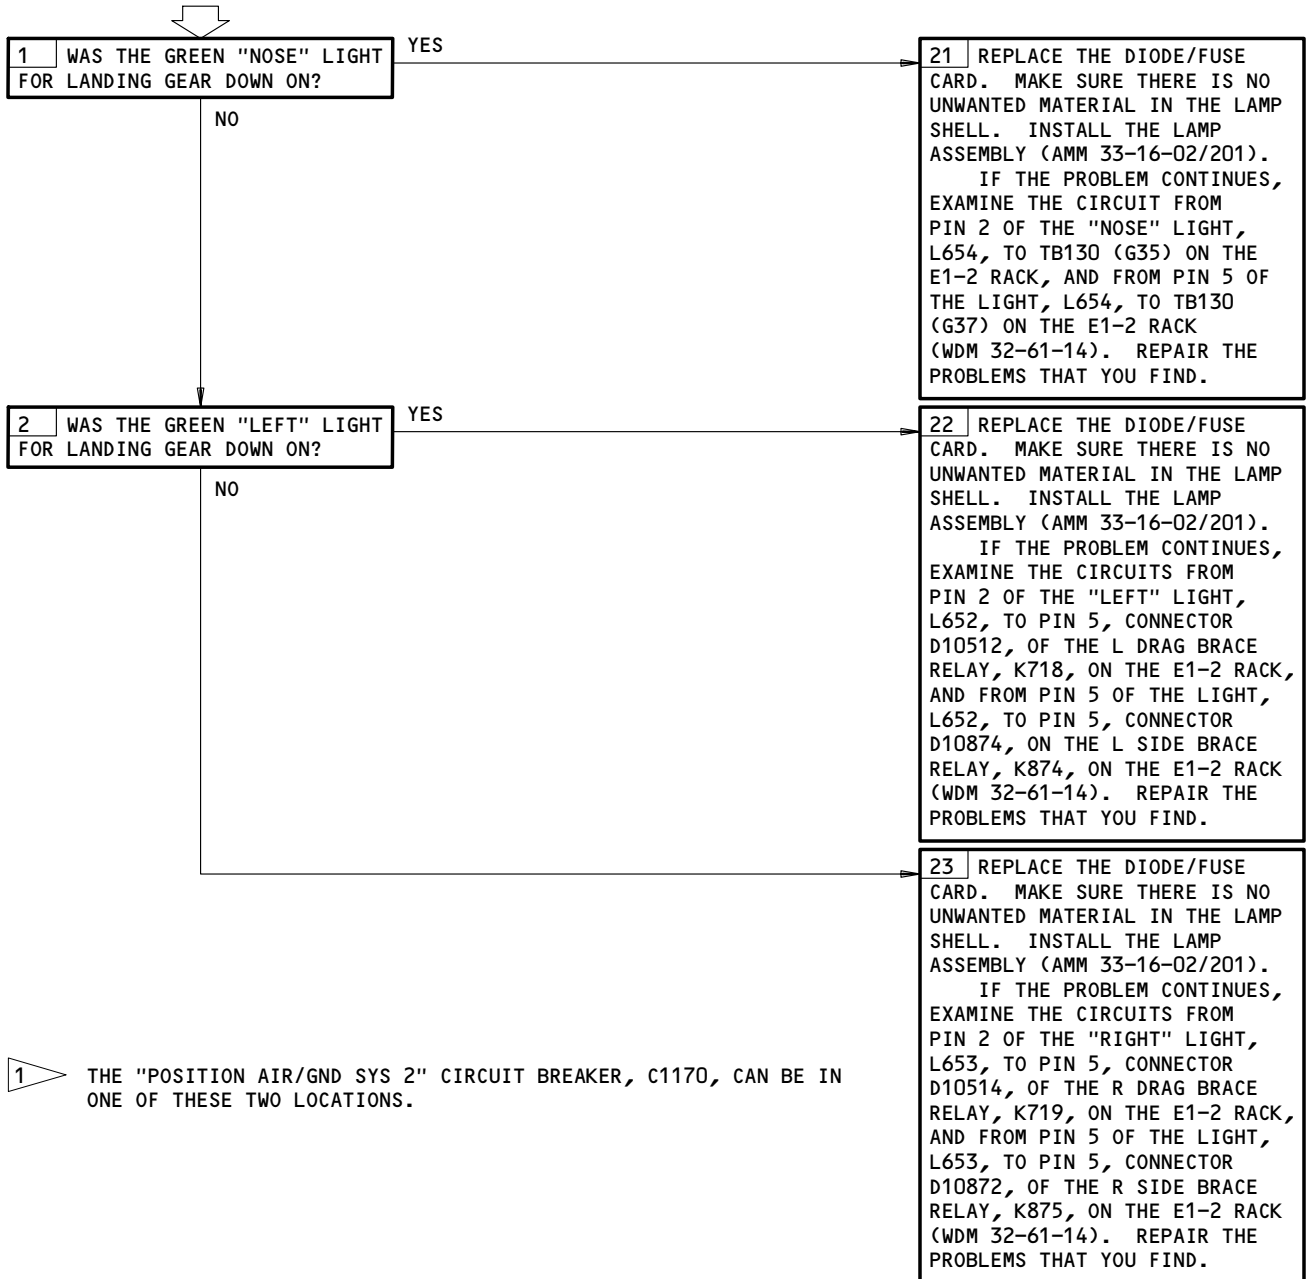 1 WAS THE GREEN "NOSE" LIGHT
FOR LANDING GEAR DOWN ON?
YES
NO
21 REPLACE THE DIODE/FUSE
CARD. MAKE SURE THERE IS NO
UNWANTED MATERIAL IN THE LAMP
SHELL. INSTALL THE LAMP
ASSEMBLY (AMM 33-16-02/201).
IF THE PROBLEM CONTINUES,
EXAMINE THE CIRCUIT FROM
PIN 2 OF THE "NOSE" LIGHT,
L654, TO TB130 (G35) ON THE
E1-2 RACK, AND FROM PIN 5 OF
THE LIGHT, L654, TO TB130
(G37) ON THE E1-2 RACK
(WDM 32-61-14). REPAIR THE
PROBLEMS THAT YOU FIND.
2 WAS THE GREEN "LEFT" LIGHT
FOR LANDING GEAR DOWN ON?
YES
NO
22 REPLACE THE DIODE/FUSE
CARD. MAKE SURE THERE IS NO
UNWANTED MATERIAL IN THE LAMP
SHELL. INSTALL THE LAMP
ASSEMBLY (AMM 33-16-02/201).
IF THE PROBLEM CONTINUES,
EXAMINE THE CIRCUITS FROM
PIN 2 OF THE "LEFT" LIGHT,
L652, TO PIN 5, CONNECTOR
D10512, OF THE L DRAG BRACE
RELAY, K718, ON THE E1-2 RACK,
AND FROM PIN 5 OF THE LIGHT,
L652, TO PIN 5, CONNECTOR
D10874, ON THE L SIDE BRACE
RELAY, K874, ON THE E1-2 RACK
(WDM 32-61-14). REPAIR THE
PROBLEMS THAT YOU FIND.
23 REPLACE THE DIODE/FUSE
CARD. MAKE SURE THERE IS NO
UNWANTED MATERIAL IN THE LAMP
SHELL. INSTALL THE LAMP
ASSEMBLY (AMM 33-16-02/201).
IF THE PROBLEM CONTINUES,
EXAMINE THE CIRCUITS FROM
PIN 2 OF THE "RIGHT" LIGHT,
L653, TO PIN 5, CONNECTOR
D10514, OF THE R DRAG BRACE
RELAY, K719, ON THE E1-2 RACK,
AND FROM PIN 5 OF THE LIGHT,
L653, TO PIN 5, CONNECTOR
D10872, OF THE R SIDE BRACE
RELAY, K875, ON THE E1-2 RACK
(WDM 32-61-14). REPAIR THE
PROBLEMS THAT YOU FIND.
1 THE "POSITION AIR/GND SYS 2" CIRCUIT BREAKER, C1170, CAN BE IN
ONE OF THESE TWO LOCATIONS.